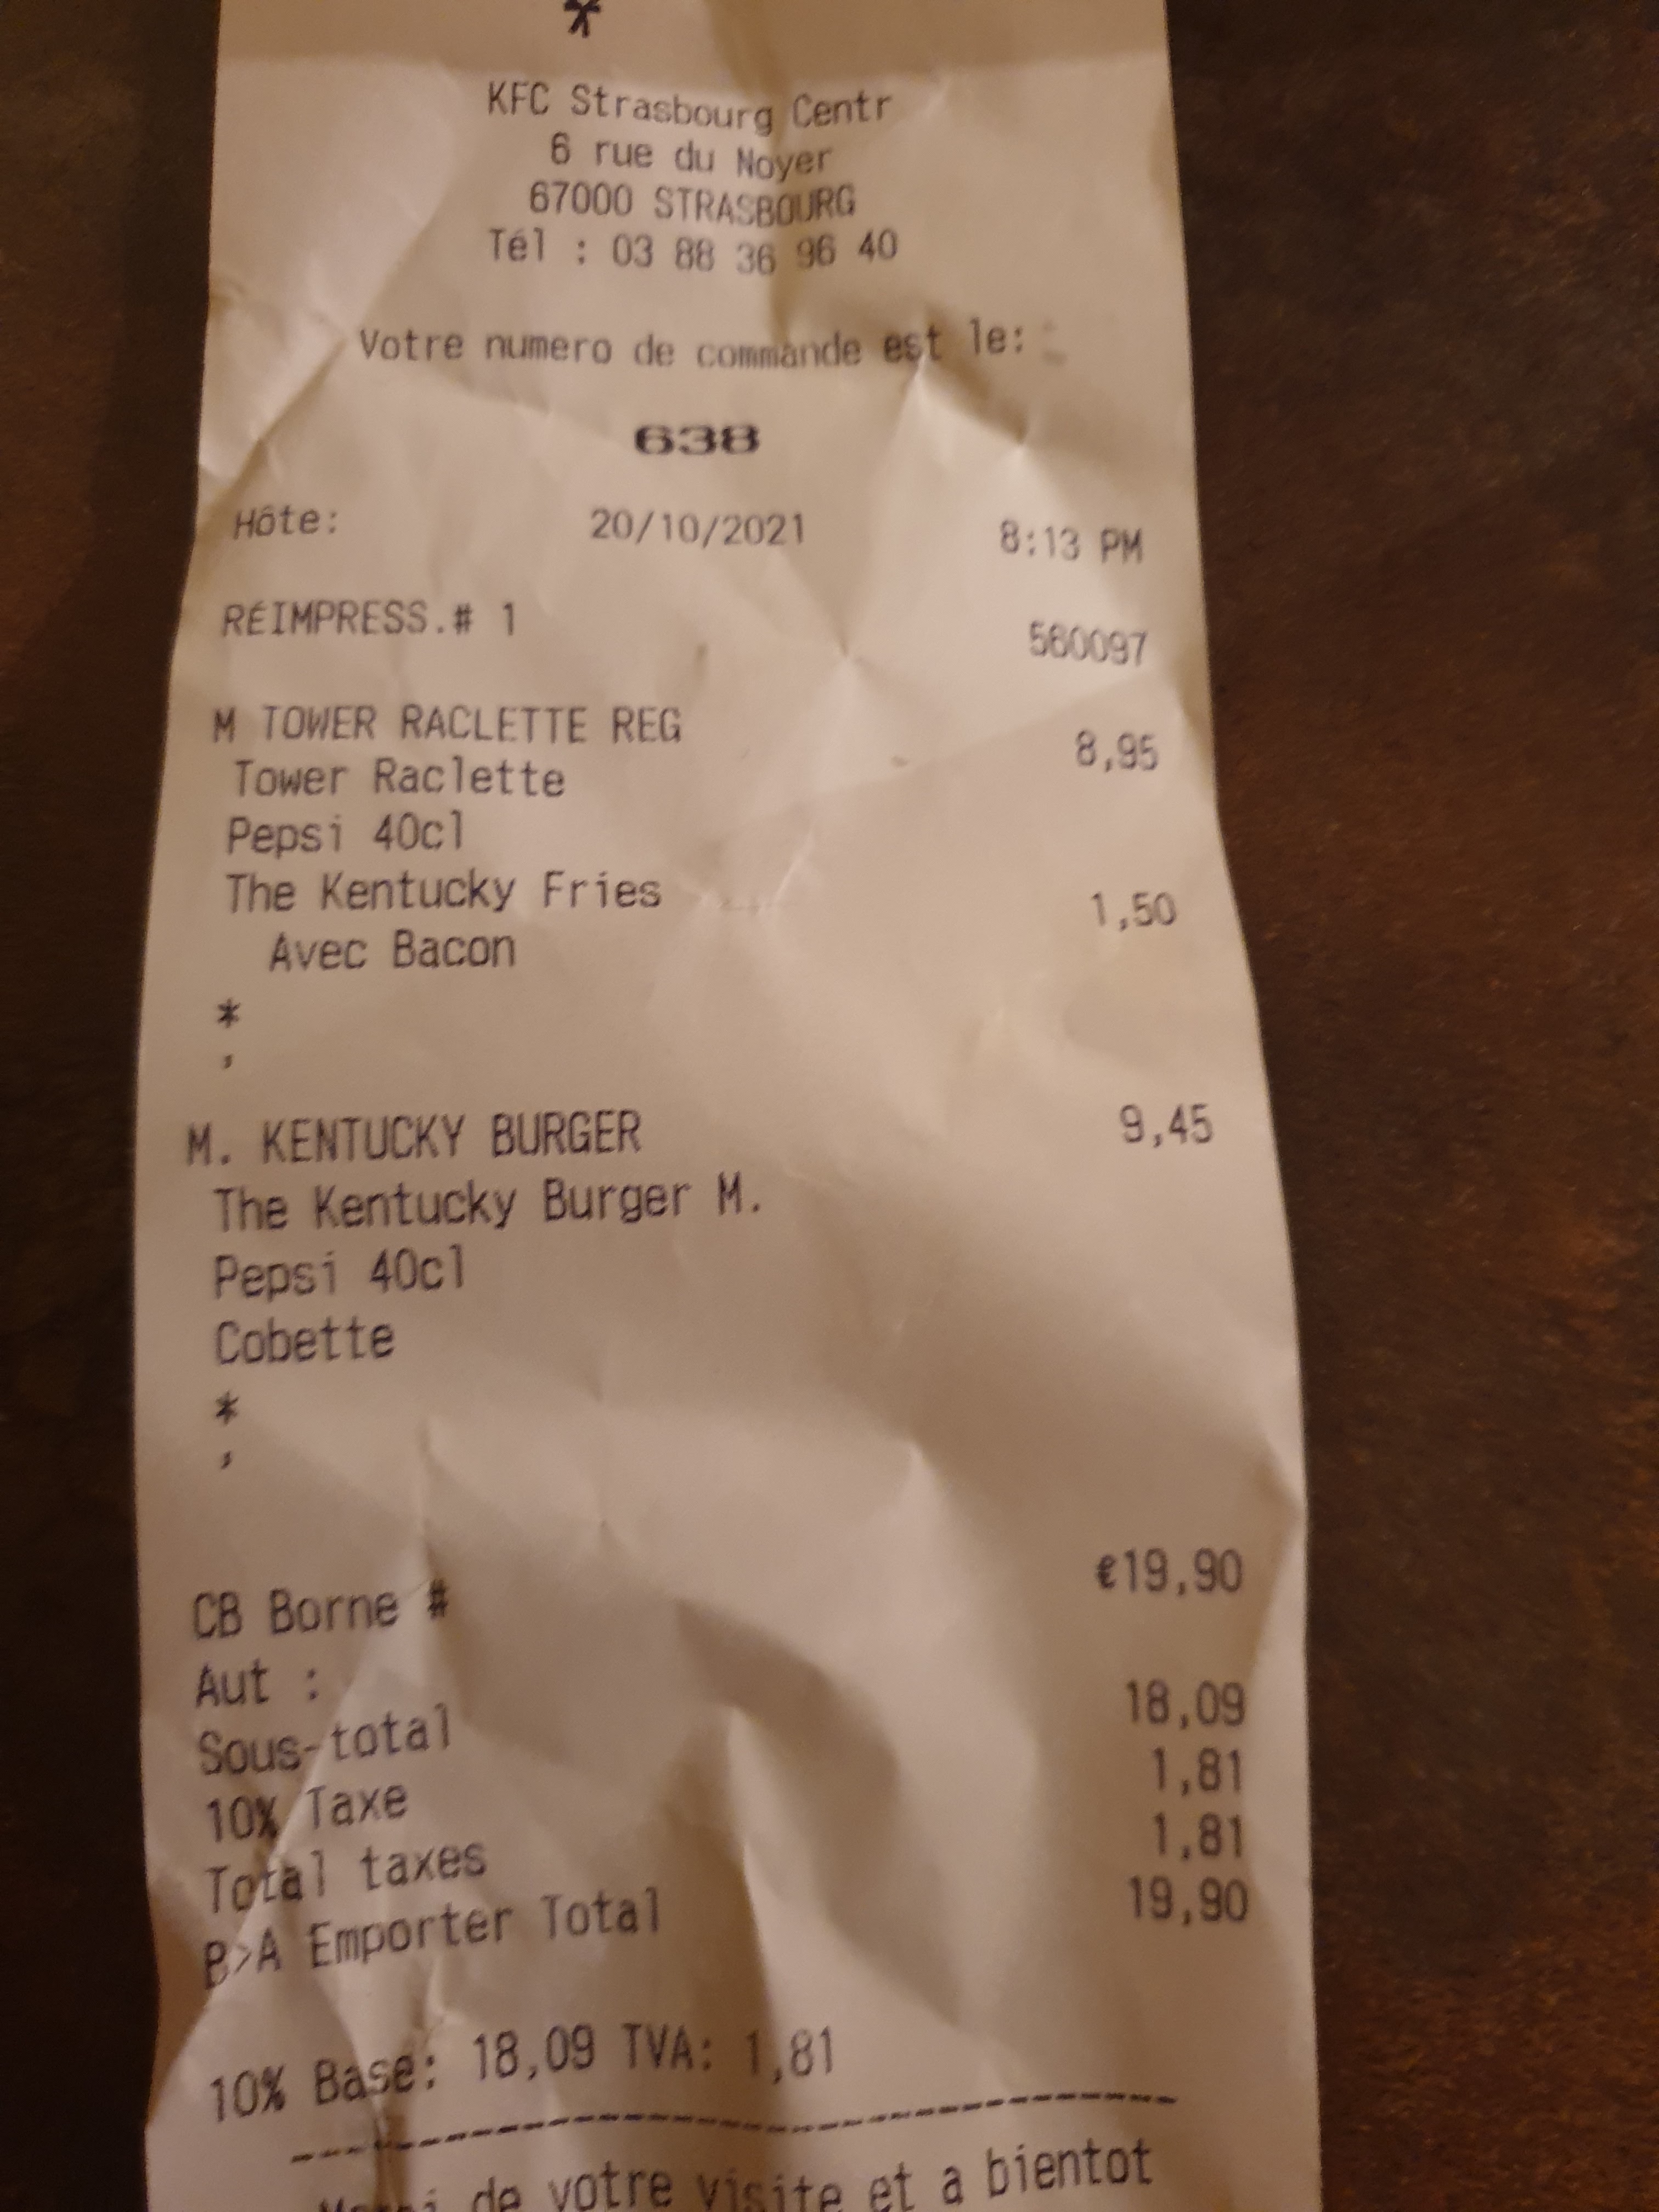 *
KFC Strasbourg Centr
6 rue du Noyer
67000 STRASBOURG
Tél : 03 88 36 96 40
Votre numero de commande est le:
638
Hôte: 20/10/2021 8:13 PM
RÉIMPRESS.# 1 560097
M TOWER RACLETTE REG 8,95
Tower Raclette
Pepsi 40cl
The Kentucky Fries 1,50
Avec Bacon
*
,
M. KENTUCKY BURGER 9,45
The Kentucky Burger M.
Pepsi 40cl
Cobette
*
,
CB Borne # €19,90
Aut :
Sous-total 18,09
10% Taxe 1,81
Total taxes 1,81
B>A Emporter Total 19,90
10% Base: 18,09 TVA: 1,81
--------------------------------
Merci de votre visite et a bientot